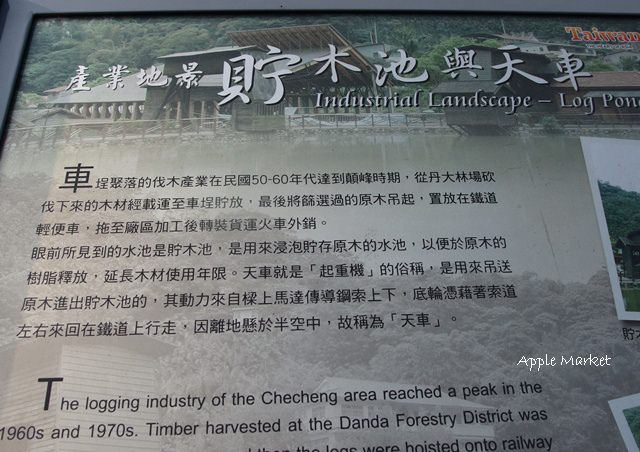 Taiwan
產業地景 貯木池與天車
Industrial Landscape – Log Pon
車埕聚落的伐木產業在民國50-60年代達到顛峰時期，從丹大林場砍
伐下來的木材經載運至車埕貯放，最後將篩選過的原木吊起，置放在鐵道
輕便車，拖至廠區加工後轉裝貨運火車外銷。
眼前所見到的水池是貯木池，是用來浸泡貯存原木的水池，以便於原木的
樹脂釋放，延長木材使用年限。天車就是「起重機」的俗稱，是用來吊送
原木進出貯木池的，其動力來自樑上馬達傳導鋼索上下，底輪憑藉著索道
左右來回在鐵道上行走，因離地懸於半空中，故稱為「天車」。
貯
Apple Market
The logging industry of the Checheng area reached a peak in the
1960s and 1970s. Timber harvested at the Danda Forestry District was
then the logs were hoisted onto railway